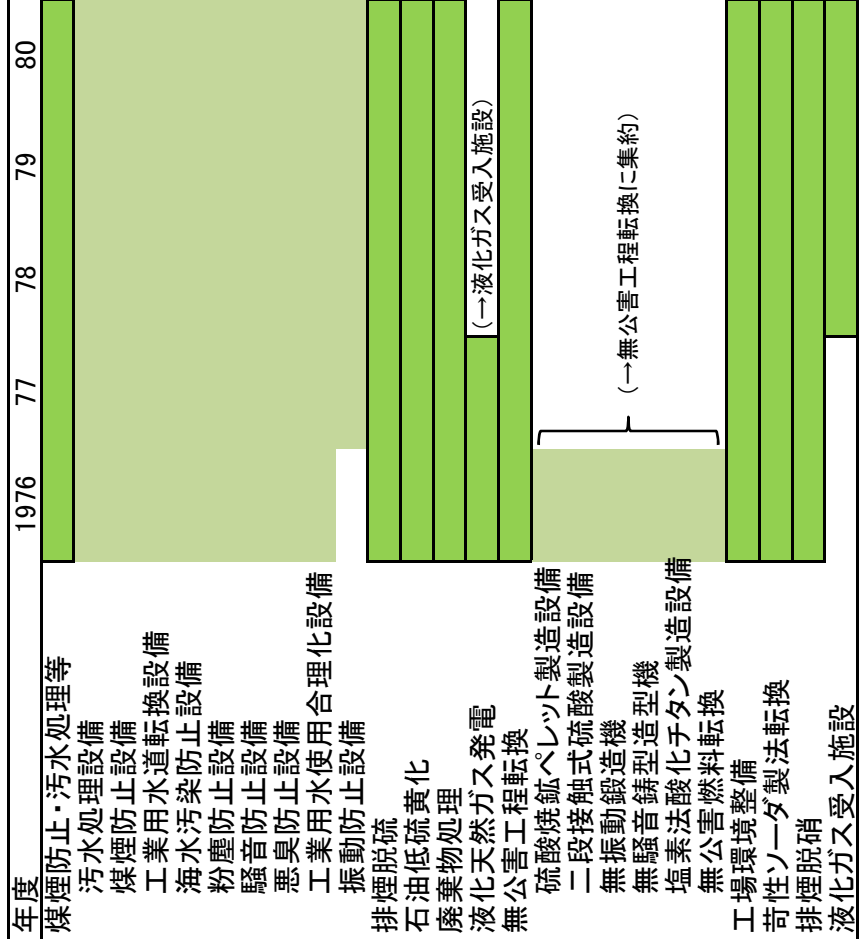 年度 1976 77 78 79 80
煤煙防止・汚水処理等
汚水処理設備
煤煙防止設備
工業用水道転換設備
海水汚染防止設備
粉塵防止設備
騒音防止設備
悪臭防止設備
工業用水使用合理化設備
振動防止設備
排煙脱硫
石油低硫黄化
廃棄物処理
液化天然ガス発電 (→液化ガス受入施設)
無公害工程転換
硫酸焼鉱ペレット製造設備
二段接触式硫酸製造設備
無振動鍛造機
無騒音鋳型造型機 (→無公害工程転換に集約)
塩素法酸化チタン製造設備
無公害燃料転換
工場環境整備
苛性ソーダ製法転換
排煙脱硝
液化ガス受入施設